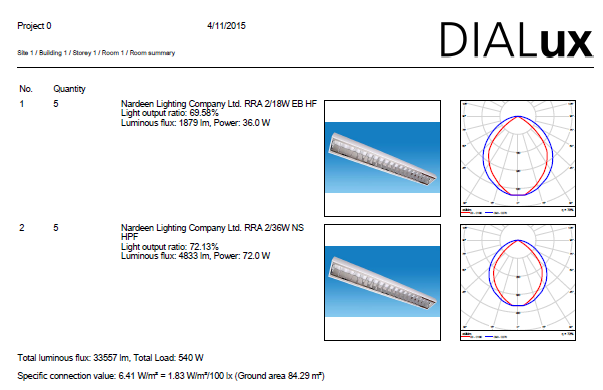 Project 0
4/11/2015
DIALux
Site 1 / Building 1 / Storey 1 / Room 1 / Room summary
No. Quantity
1 5 Nardeen Lighting Company Ltd. RRA 2/18W EB HF
Light output ratio: 69.58%
Luminous flux: 1879 lm, Power: 36.0 W
2 5 Nardeen Lighting Company Ltd. RRA 2/36W NS
HPF
Light output ratio: 72.13%
Luminous flux: 4833 lm, Power: 72.0 W
Total luminous flux: 33557 lm, Total Load: 540 W
Specific connection value: 6.41 W/m² = 1.83 W/m²/100 lx (Ground area 84.29 m²)